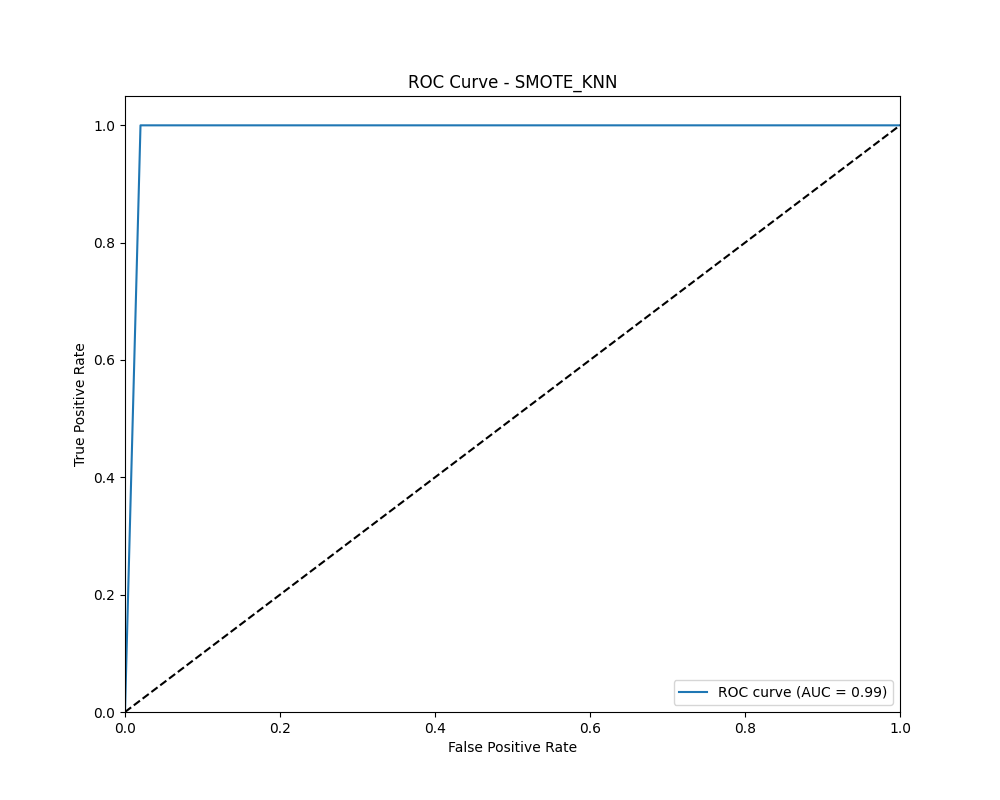 ROC Curve - SMOTE_KNN
1.0
0.8
0.6
0.4
0.2
0.0
True Positive Rate
ROC curve (AUC = 0.99)
0.0 0.2 0.4 0.6 0.8 1.0
False Positive Rate